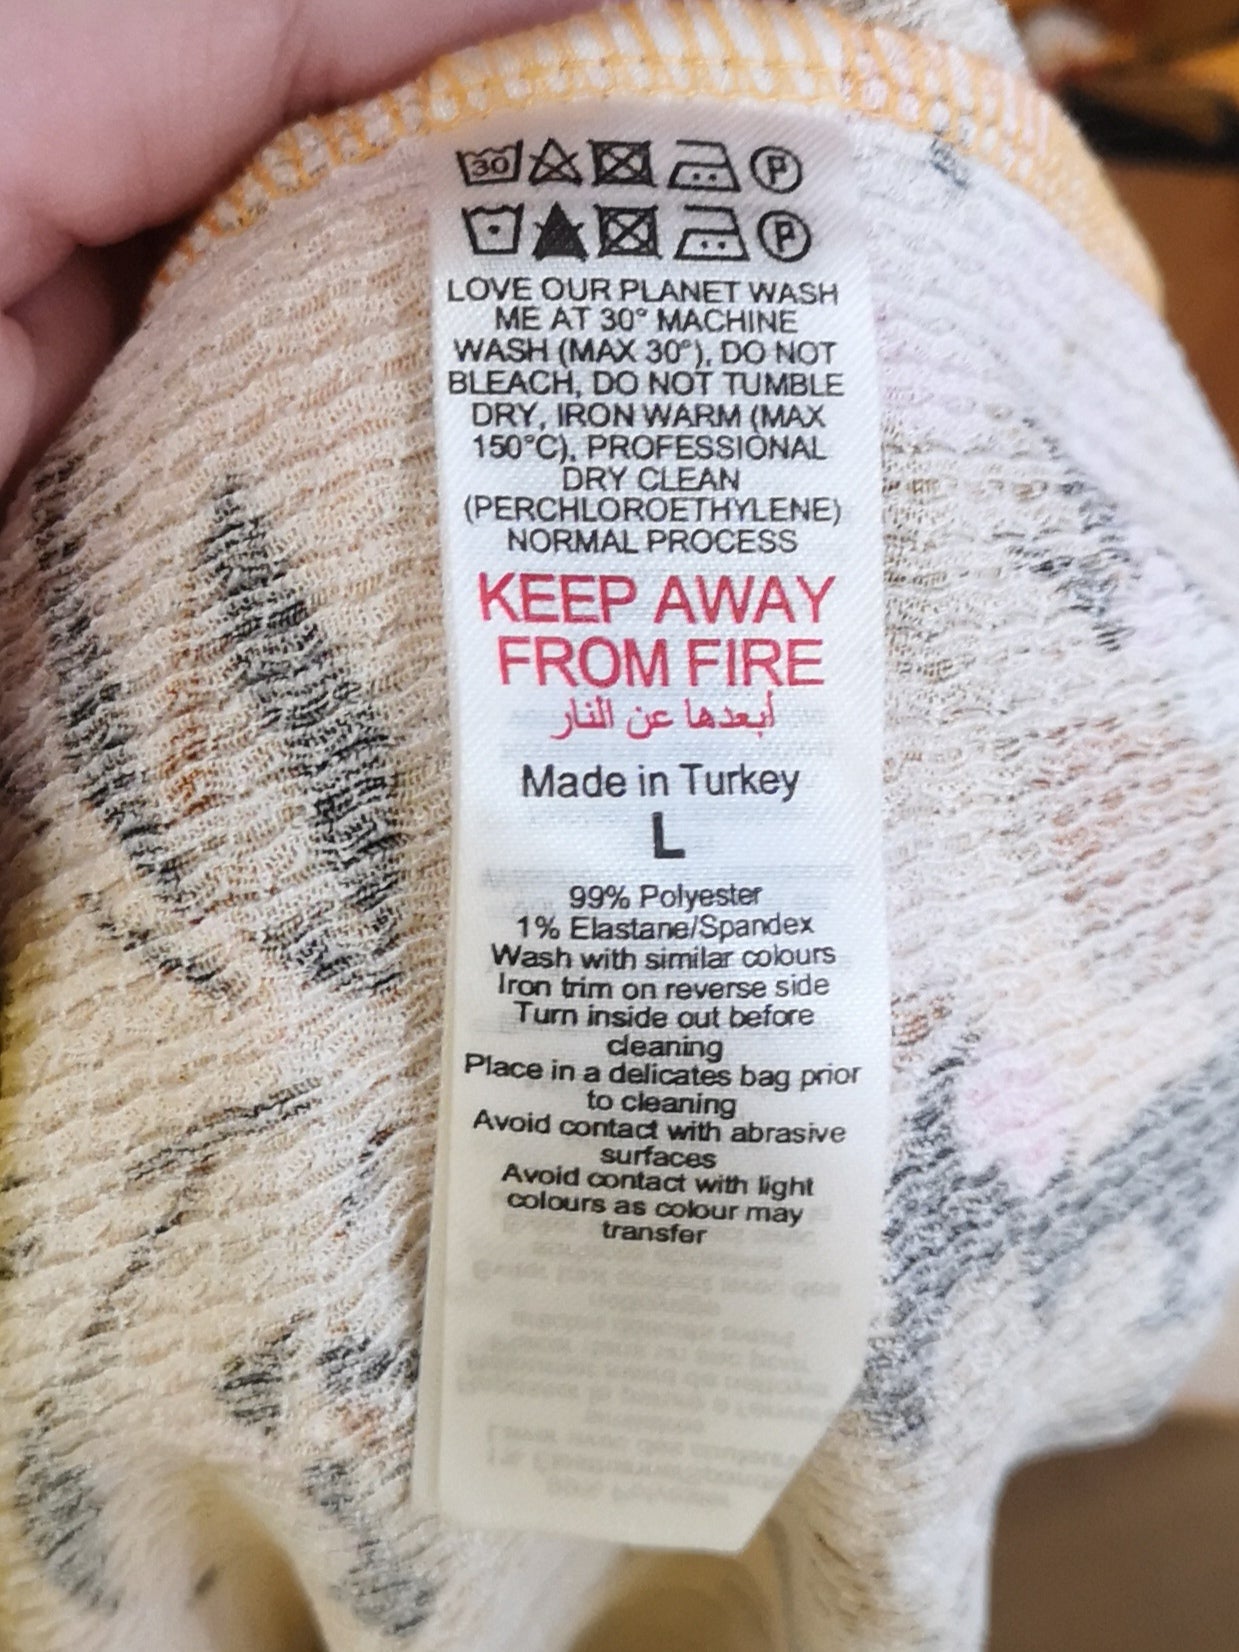 30 P
P
LOVE OUR PLANET WASH
ME AT 30° MACHINE
WASH (MAX 30°), DO NOT
BLEACH, DO NOT TUMBLE
DRY, IRON WARM (MAX
150°C), PROFESSIONAL
DRY CLEAN
(PERCHLOROETHYLENE)
NORMAL PROCESS
KEEP AWAY
FROM FIRE
أبعدها عن النار
Made in Turkey
L
99% Polyester
1% Elastane/Spandex
Wash with similar colours
Iron trim on reverse side
Turn inside out before
cleaning
Place in a delicates bag prior
to cleaning
Avoid contact with abrasive
surfaces
Avoid contact with light
colours as colour may
transfer